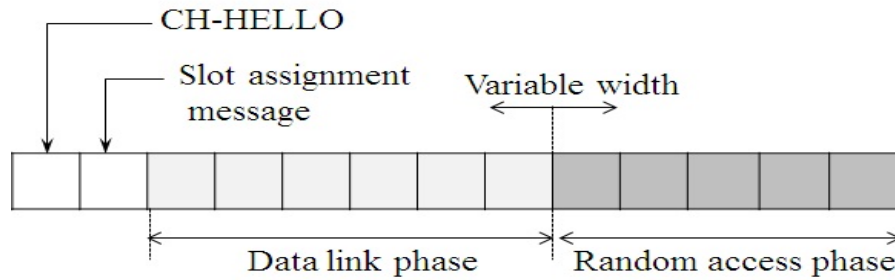 CH-HELLO
Slot assignment
message
Variable width
Data link phase
Random access phase